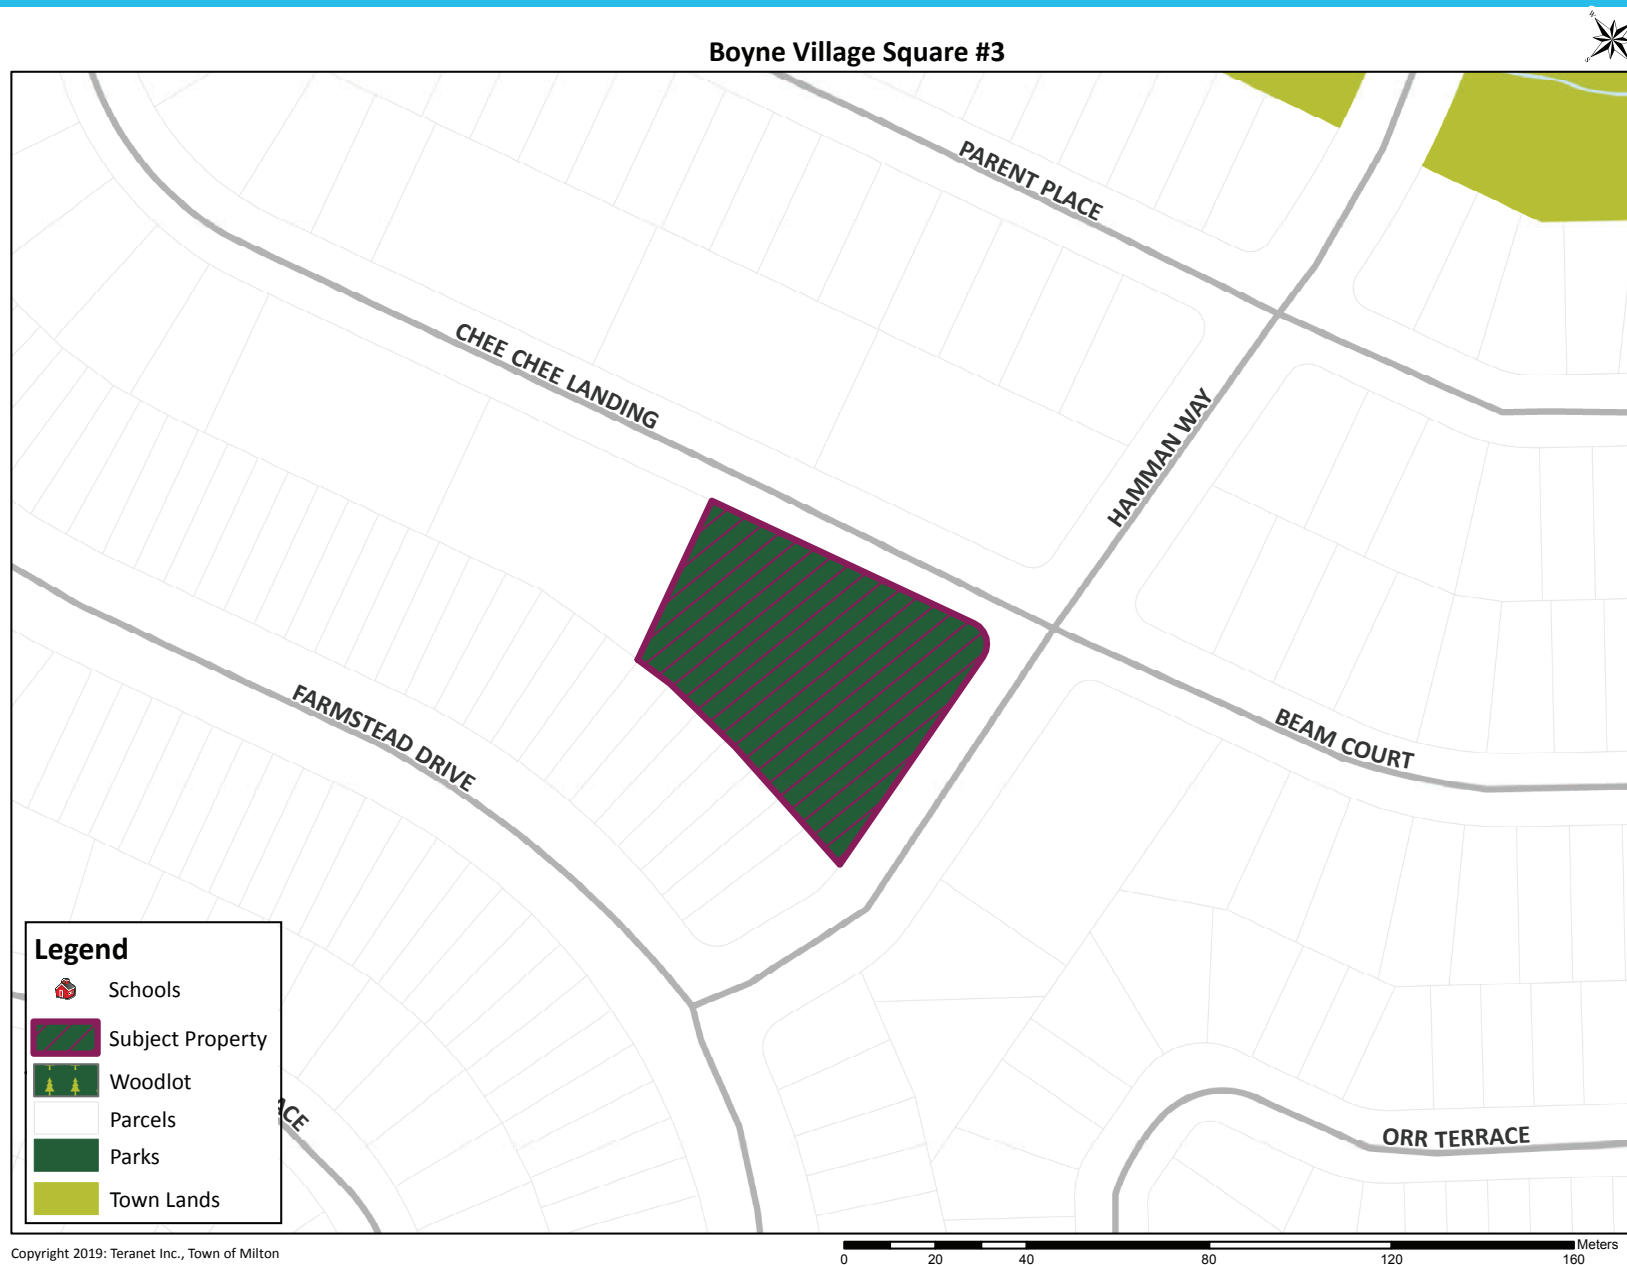 Boyne Village Square #3
PARENT PLACE
CHEE CHEE LANDING
HAMMAN WAY
FARMSTEAD DRIVE
BEAM COURT
ORR TERRACE
ACE
Legend
Schools
Subject Property
Woodlot
Parcels
Parks
Town Lands
Copyright 2019: Teranet Inc., Town of Milton
Meters
0 20 40 80 120 160